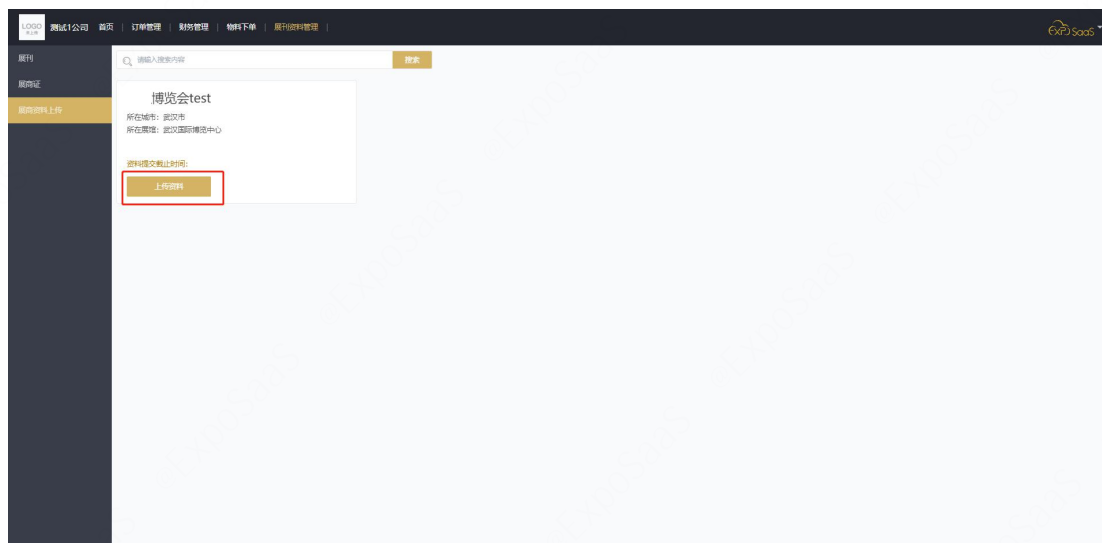 LOGO
测试1公司 首页 | 订单管理 | 财务管理 | 物料下单 | 展刊资料管理 |
EXPO SaaS
展刊
展商证
展商资料上传
请输入搜索内容
搜索
博览会test
所在城市: 武汉市
所在展馆: 武汉国际博览中心
资料提交截止时间:
上传资料